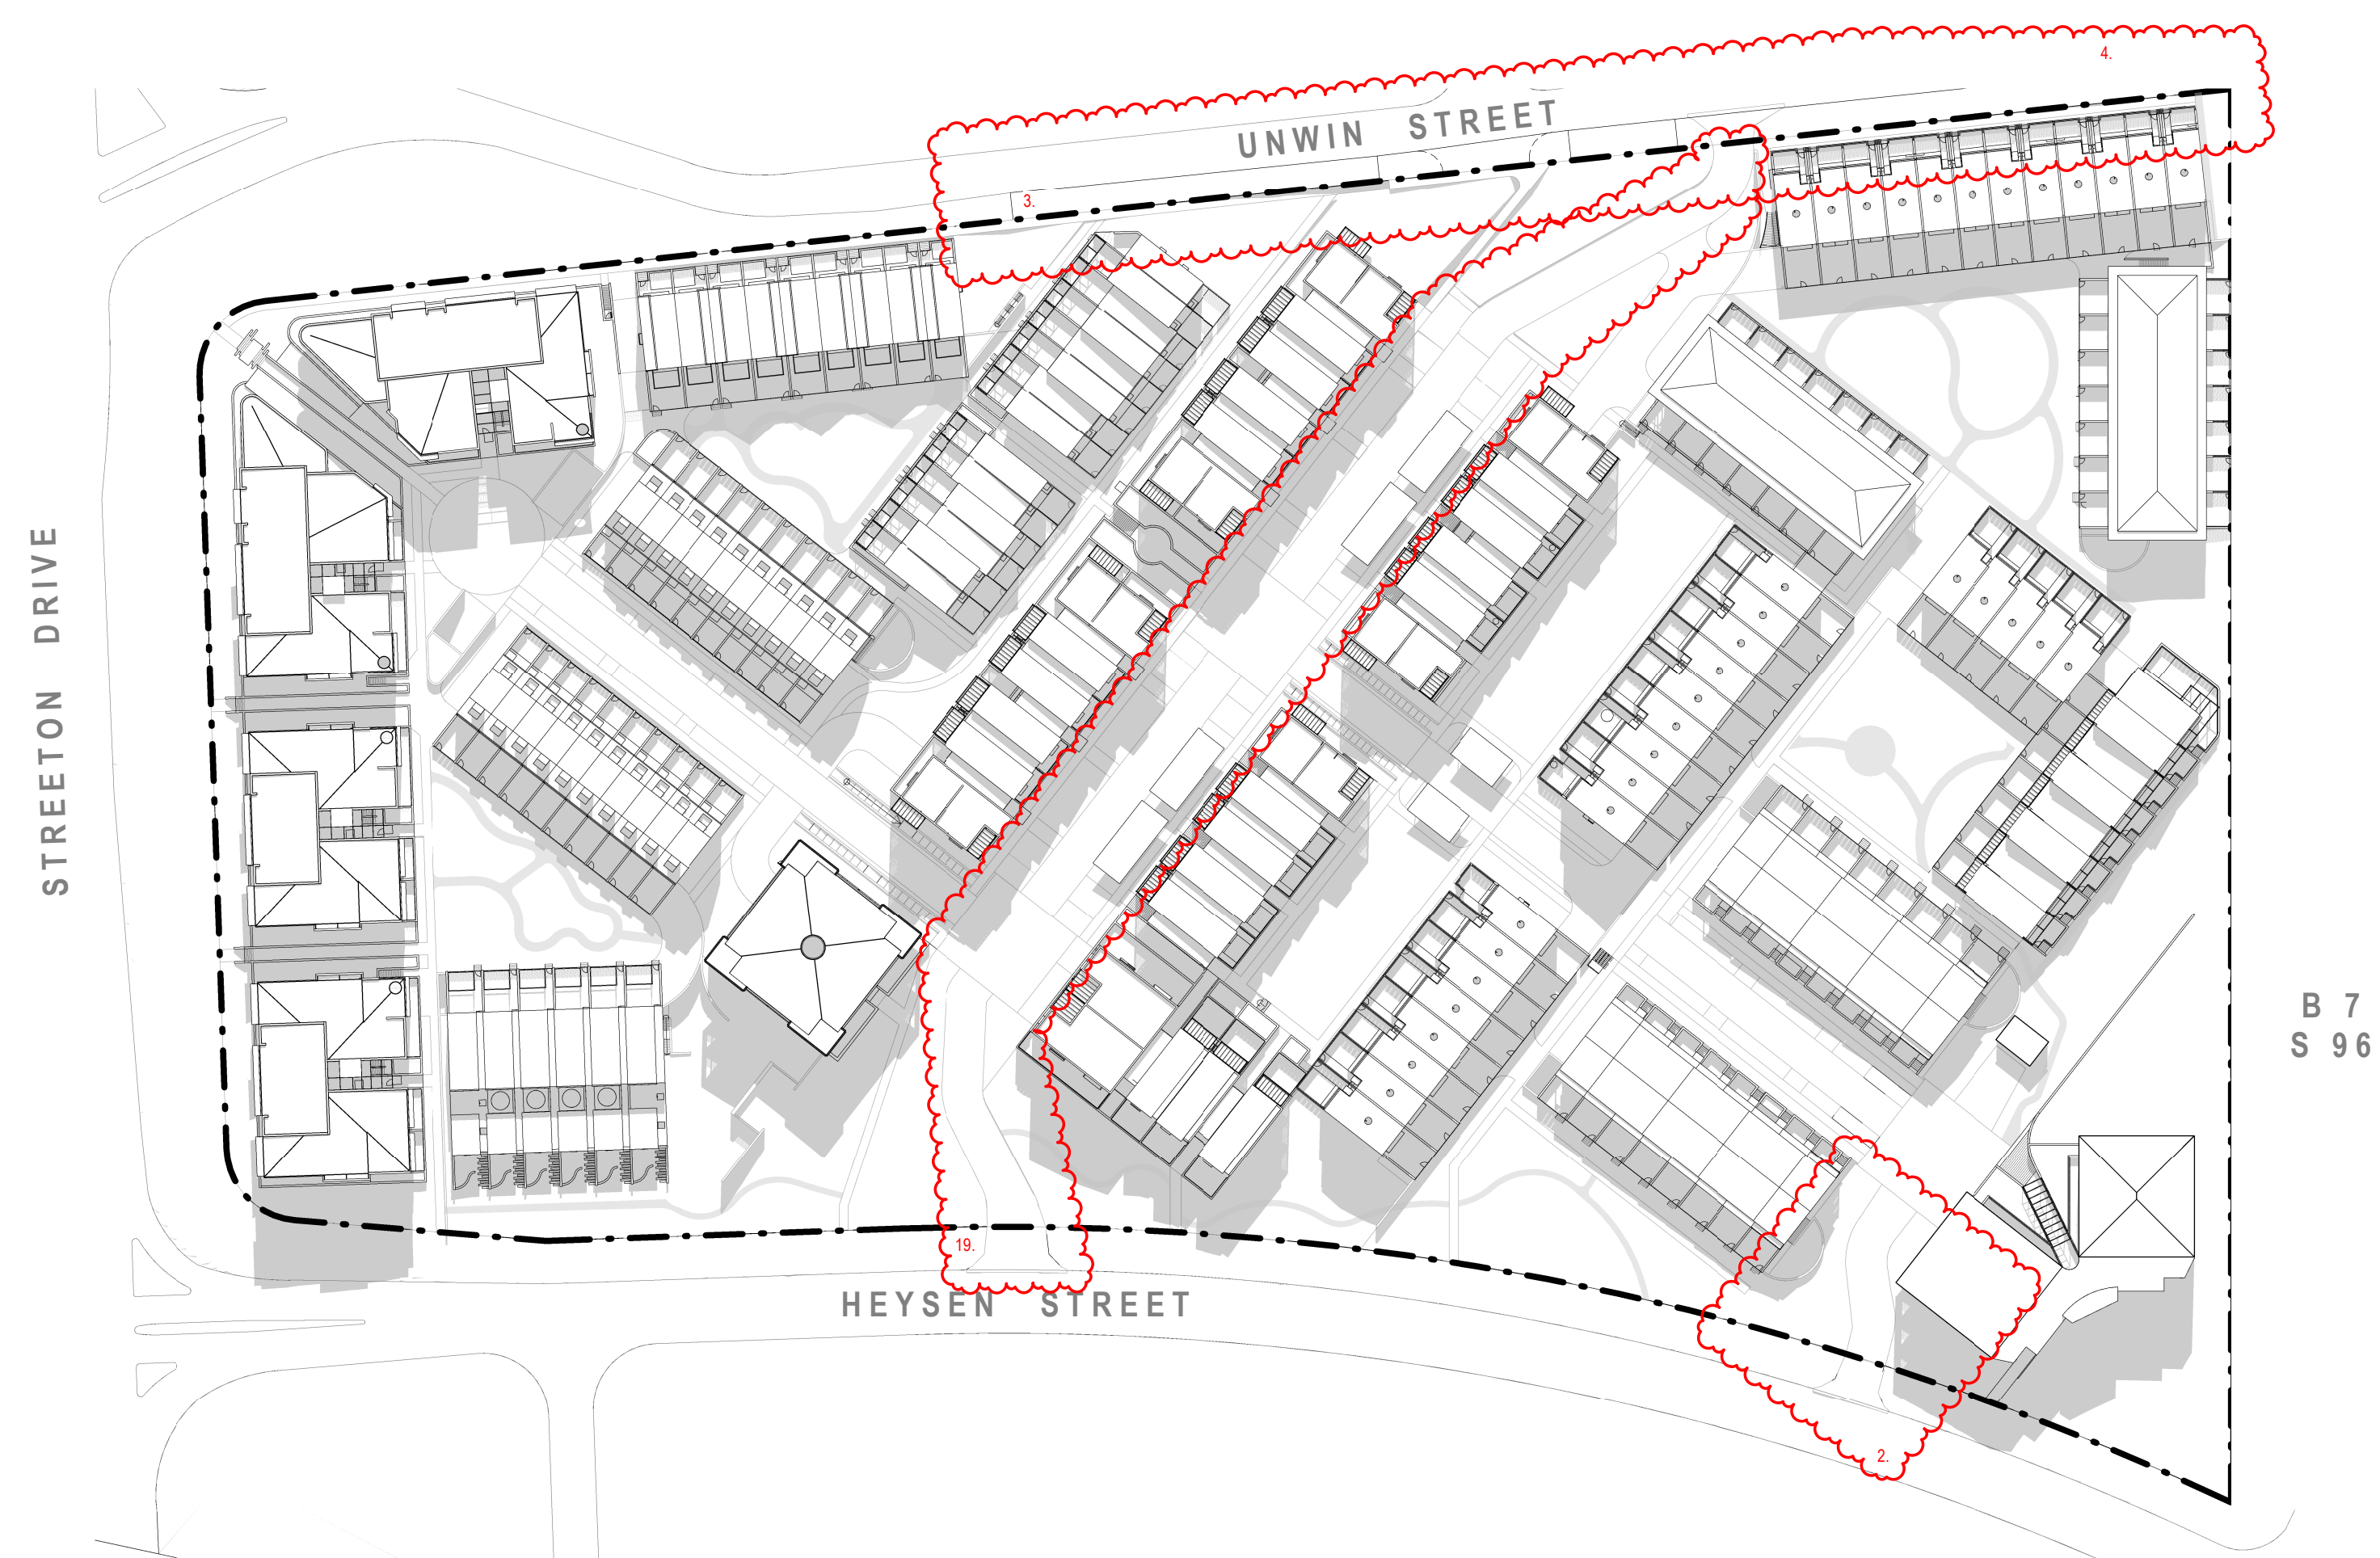 4.
UNWIN STREET
3.
STREETON DRIVE
B 7
S 96
19.
HEYSEN STREET
2.